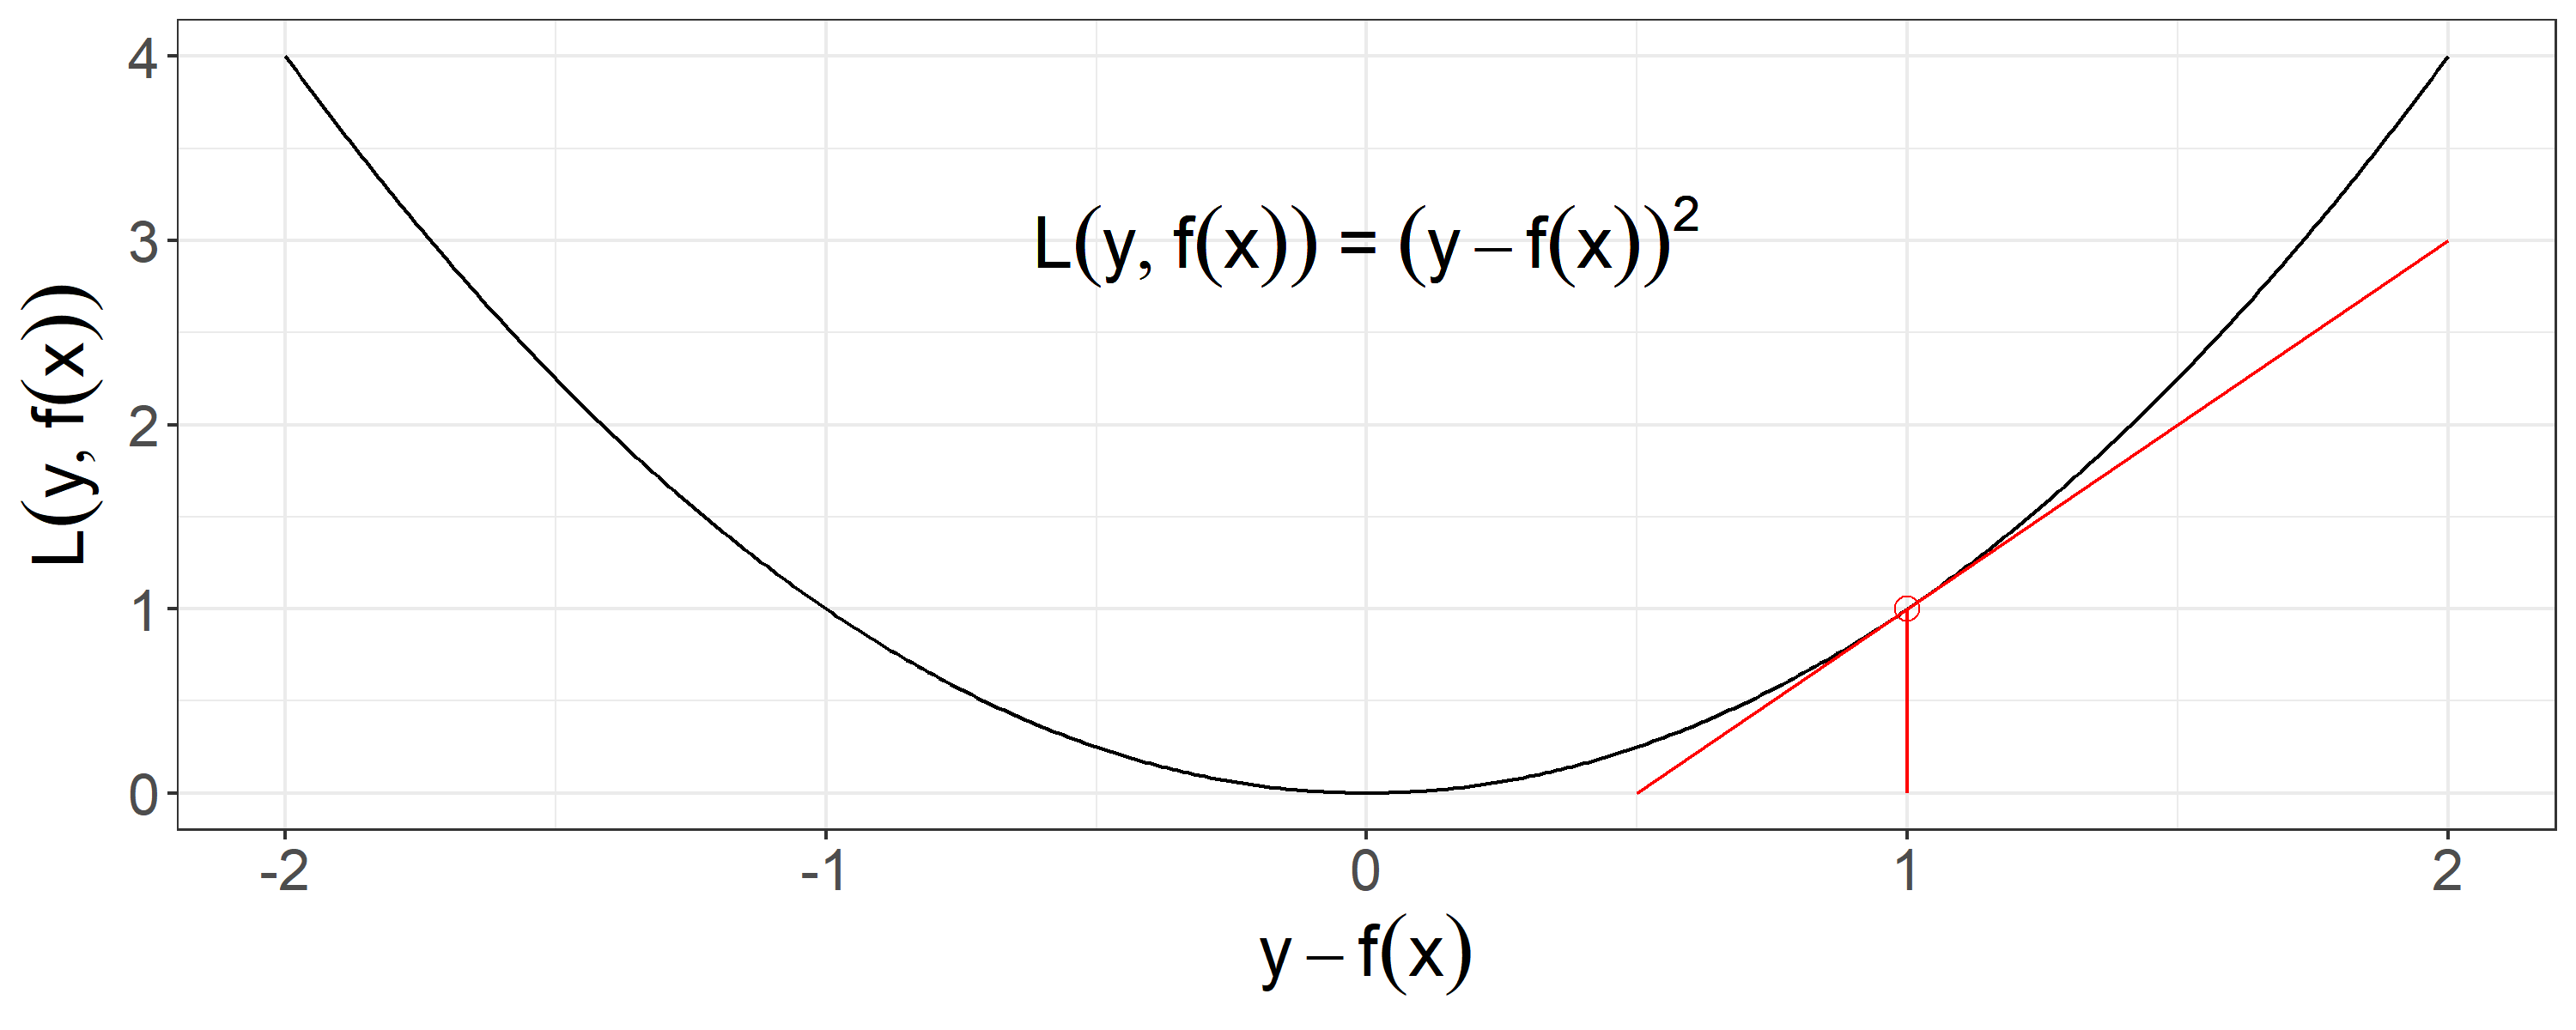 L(y, f(x))
4
3
2
1
0
L(y, f(x)) = (y – f(x))²
-2 -1 0 1 2
y – f(x)